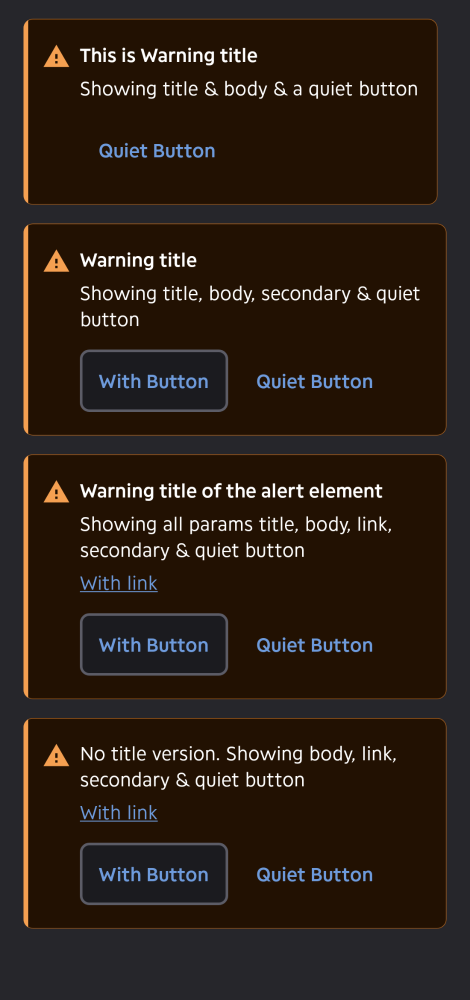 This is Warning title
Showing title & body & a quiet button
Quiet Button
Warning title
Showing title, body, secondary & quiet
button
With Button
Quiet Button
Warning title of the alert element
Showing all params title, body, link,
secondary & quiet button
With link
With Button
Quiet Button
No title version. Showing body, link,
secondary & quiet button
With link
With Button
Quiet Button